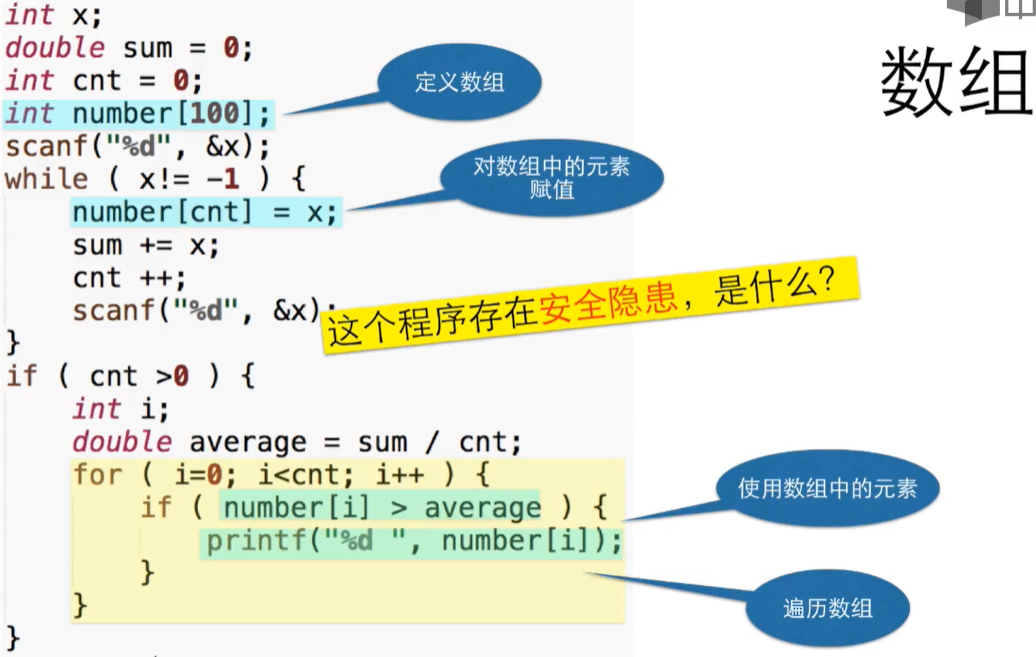 int x;
double sum = 0;
int cnt = 0;
int number[100];
scanf("%d", &x);
while ( x!= -1 ) {
    number[cnt] = x;
    sum += x;
    cnt ++;
    scanf("%d", &x)
}
if ( cnt >0 ) {
    int i;
    double average = sum / cnt;
    for ( i=0; i<cnt; i++ ) {
        if ( number[i] > average ) {
            printf("%d ", number[i]);
        }
    }
}
数组
定义数组
对数组中的元素
赋值
这个程序存在安全隐患，是什么？
使用数组中的元素
遍历数组